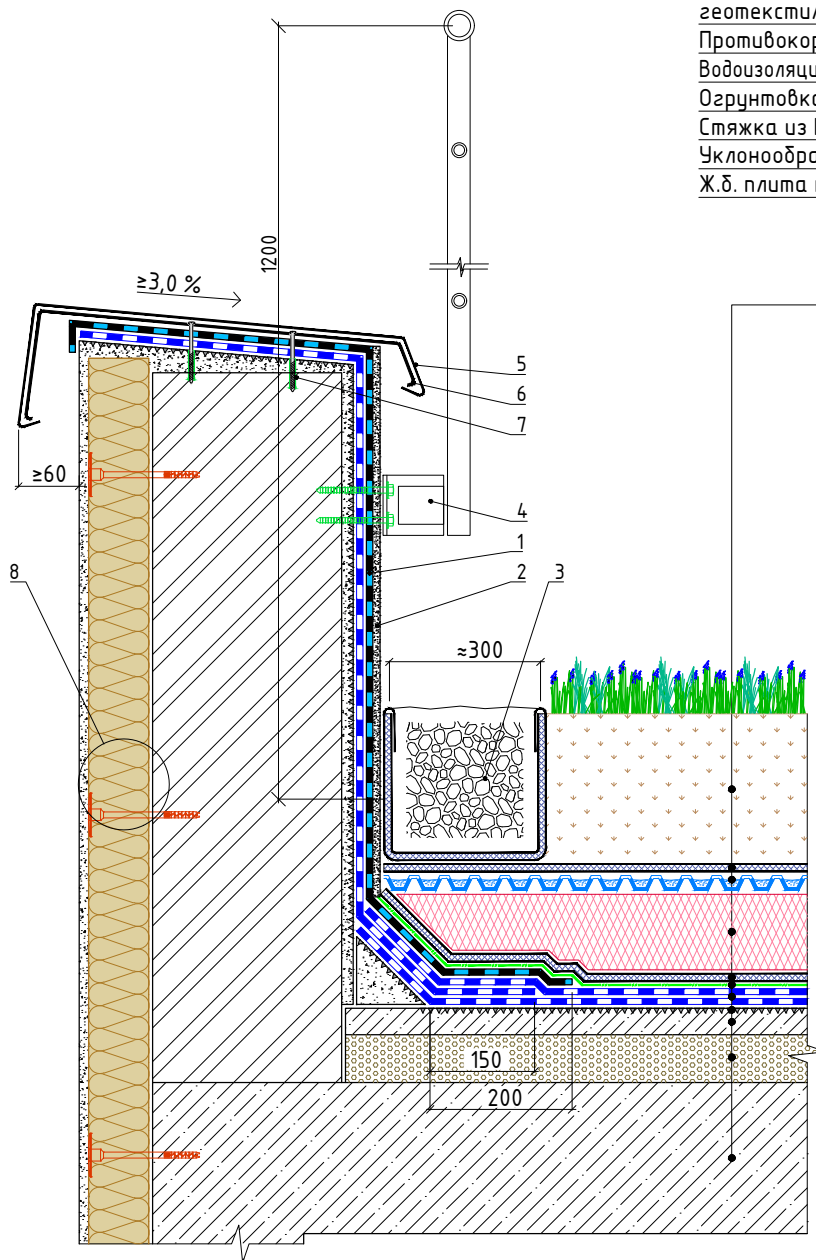 геотекстил
Противокор
Водоизоляци
Огрунтовка
Стяжка из
Уклонообра
Ж.б. плита
1200
≥3,0 %
5
6
7
≥60
4
1
8
2
3
≈300
150
200